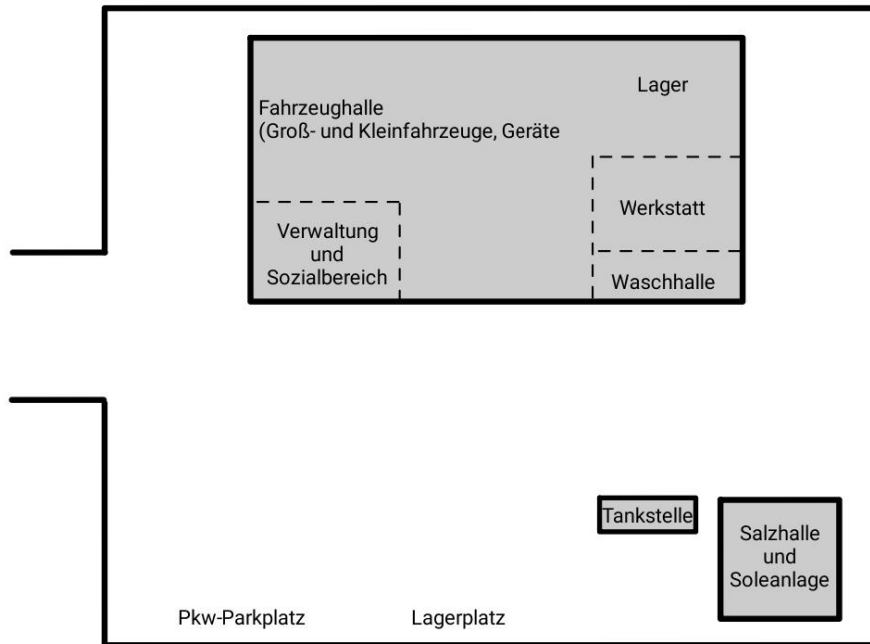 Lager
Fahrzeughalle
(Groß- und Kleinfahrzeuge, Geräte
Werkstatt
Verwaltung
und
Sozialbereich
Waschhalle
Tankstelle
Salzhalle
und
Soleanlage
Pkw-Parkplatz
Lagerplatz